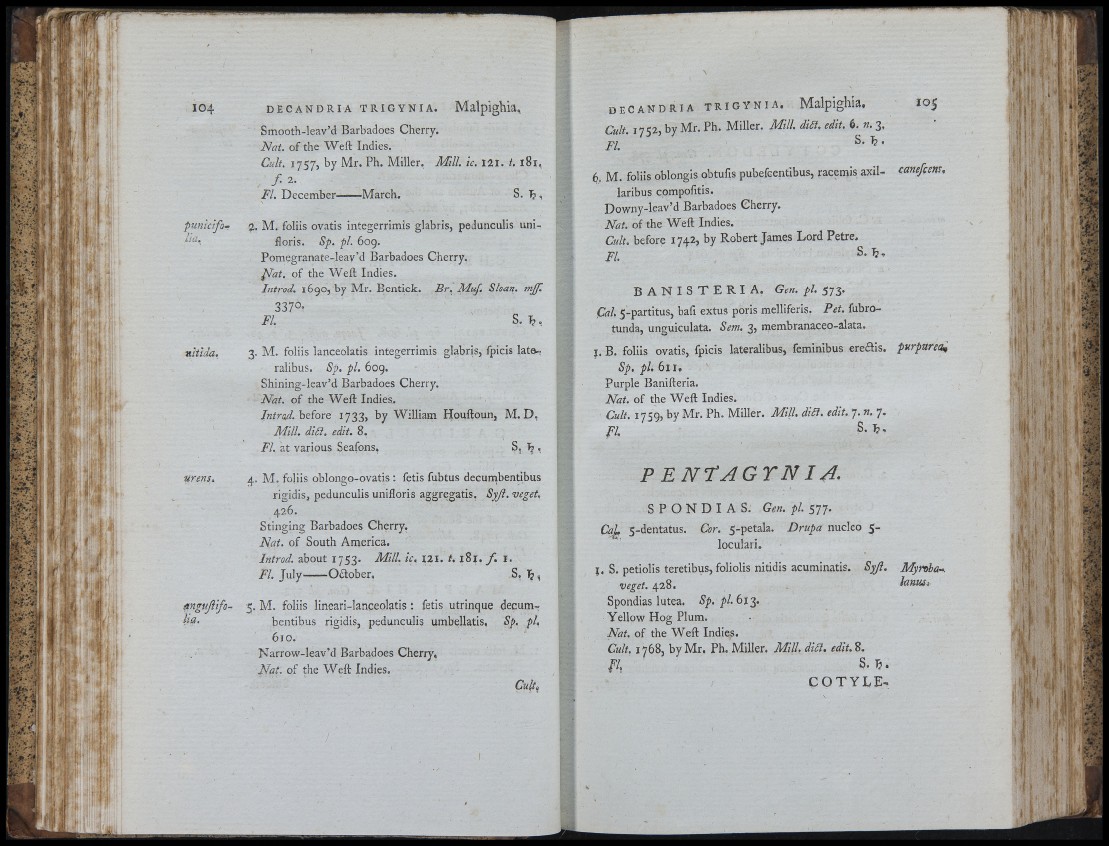 104 DECANDRIA TRIGYNIA. Malpighia.
Smooth-leav'd Barbadoes Cherry.
Nat. of the Weſt Indies.
Cult. 1757, by Mr. Ph. Miller. Mill. ic. 121. t. 181.
f. 2.
Fl. December——March. S. ♄.
punicifo-
lia.
2. M. foliis ovatis integerrimis glabris, pedunculis uni-
floris. Sp. pl. 609.
Pomegranate-leav'd Barbadoes Cherry.
Nat. of the Weſt Indies.
Introd. 1690, by Mr. Bentick. Br. Muſ. Sloan. mſſ.
3370.
Fl. S. ♄.
nitida.
3. M. foliis lanceolatis integerrimis glabris, ſpicis late-
ralibus. Sp. pl. 609.
Shining-leav'd Barbadoes Cherry.
Nat. of the Weſt Indies.
Introd. before 1733, by William Houſtoun, M. D.
Mill. dict. edit. 8.
Fl. at various Seaſons. S. ♄.
urens.
4. M. foliis oblongo-ovatis : ſetis ſubtus decumbentibus
rigidis, pedunculis unifloris aggregatis. Syſt. veget.
426.
Stinging Barbadoes Cherry.
Nat. of South America.
Introd. about 1753. Mill. ic. 121. t. 181. f. 1.
Fl. July——October. S. ♄.
anguſtifo-
lia.
5. M. foliis lineari-lanceolatis : ſetis utrinque decum-
bentibus rigidis, pedunculis umbellatis. Sp. pl.
610.
Narrow-leav'd Barbadoes Cherry.
Nat. of the Weſt Indies.
Cult.
DECANDRIA TRIGYNIA. Malpighia. 105
Cult. 1752, by Mr. Ph. Miller. Mill. dict. edit. 6. n. 3.
Fl. S. ♄.
6. M. foliis oblongis obtuſis pubeſcentibus, racemis axil- caneſcens.
laribus compoſitis.
Downy-leav'd Barbadoes Cherry.
Nat. of the Weſt Indies.
Cult. before 1742, by Robert James Lord Petre.
Fl. S. ♄.
BANISTERIA. Gen. pl. 573.
Cal. 5-partitus, baſi extus poris melliferis. Pet. ſubro-
tunda, unguiculata. Sem. 3, membranaceo-alata.
1. B. foliis ovatis, ſpicis lateralibus, ſeminibus erectis. purpurea.
Sp. pl. 611.
Purple Baniſteria.
Nat. of the Weſt Indies.
Cult. 1759, by Mr. Ph. Miller. Mill. dict. edit. 7. n. 7.
Fl. S. ♄.
PENTAGYNIA.
SPONDIAS. Gen. pl. 577.
Cal. 5-dentatus. Cor. 5-petala. Drupa nucleo 5-
loculari.
1. S. petiolis teretibus, foliolis nitidis acuminatis. Syſt. Myroba-
veget. 428. lanus.
Spondias lutea. Sp. pl. 613.
Yellow Hog Plum.
Nat. of the Weſt Indies.
Cult. 1768, by Mr. Ph. Miller. Mill. dict. edit. 8.
Fl. S. ♄.
COTYLE-